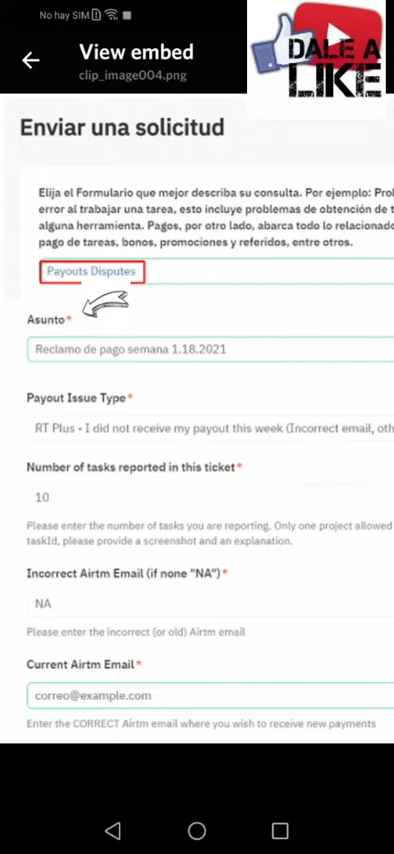 No hay SIM
View embed
clip_image004.png
DALE A
LIKE
Enviar una solicitud
Elija el Formulario que mejor describa su consulta. Por ejemplo:
error al trabajar una tarea, esto incluye problemas de obtención de
alguna herramienta. Pagos, por otro lado, abarca todo lo
pago de tareas, bonos, promociones y referidos, entre otros.
Payouts Disputes
Asunto*
Reclamo de pago semana 1.18.2021
Payout Issue Type*
RT Plus - I did not receive my payout this week (Incorrect email,
Number of tasks reported in this ticket*
10
Please enter the number of tasks you are reporting. Only one project allowed
taskId, please provide a screenshot and an explanation.
Incorrect Airtm Email (if none "NA")*
NA
Please enter the incorrect (or old) Airtm email
Current Airtm Email*
correo@example.com
Enter the CORRECT Airtm email where you wish to receive new payments